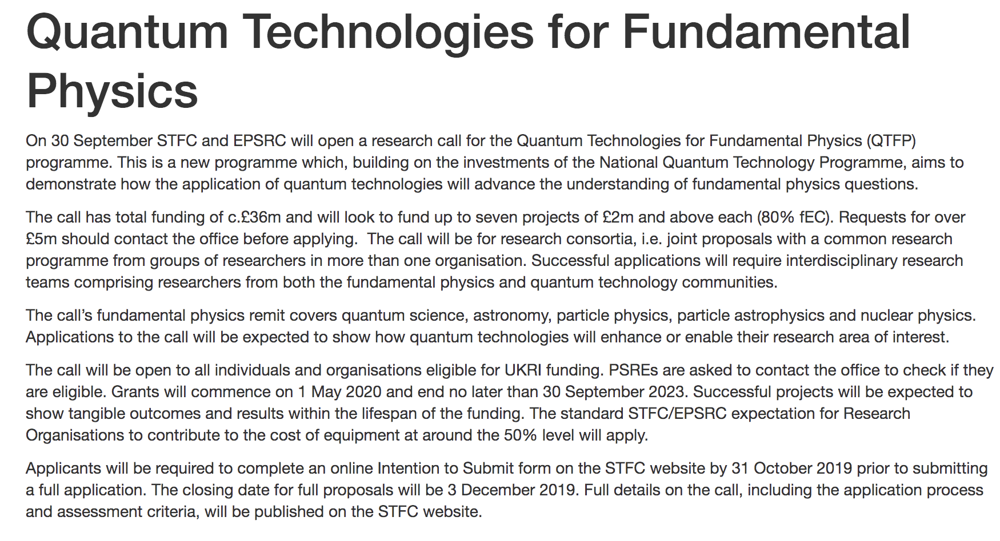 Quantum Technologies for Fundamental
Physics
On 30 September STFC and EPSRC will open a research call for the Quantum Technologies for Fundamental Physics (QTFP)
programme. This is a new programme which, building on the investments of the National Quantum Technology Programme, aims to
demonstrate how the application of quantum technologies will advance the understanding of fundamental physics questions.
The call has total funding of c.£36m and will look to fund up to seven projects of £2m and above each (80% fEC). Requests for over
£5m should contact the office before applying.  The call will be for research consortia, i.e. joint proposals with a common research
programme from groups of researchers in more than one organisation. Successful applications will require interdisciplinary research
teams comprising researchers from both the fundamental physics and quantum technology communities.
The call’s fundamental physics remit covers quantum science, astronomy, particle physics, particle astrophysics and nuclear physics.
Applications to the call will be expected to show how quantum technologies will enhance or enable their research area of interest.
The call will be open to all individuals and organisations eligible for UKRI funding. PSREs are asked to contact the office to check if they
are eligible. Grants will commence on 1 May 2020 and end no later than 30 September 2023. Successful projects will be expected to
show tangible outcomes and results within the lifespan of the funding. The standard STFC/EPSRC expectation for Research
Organisations to contribute to the cost of equipment at around the 50% level will apply.
Applicants will be required to complete an online Intention to Submit form on the STFC website by 31 October 2019 prior to submitting
a full application. The closing date for full proposals will be 3 December 2019. Full details on the call, including the application process
and assessment criteria, will be published on the STFC website.